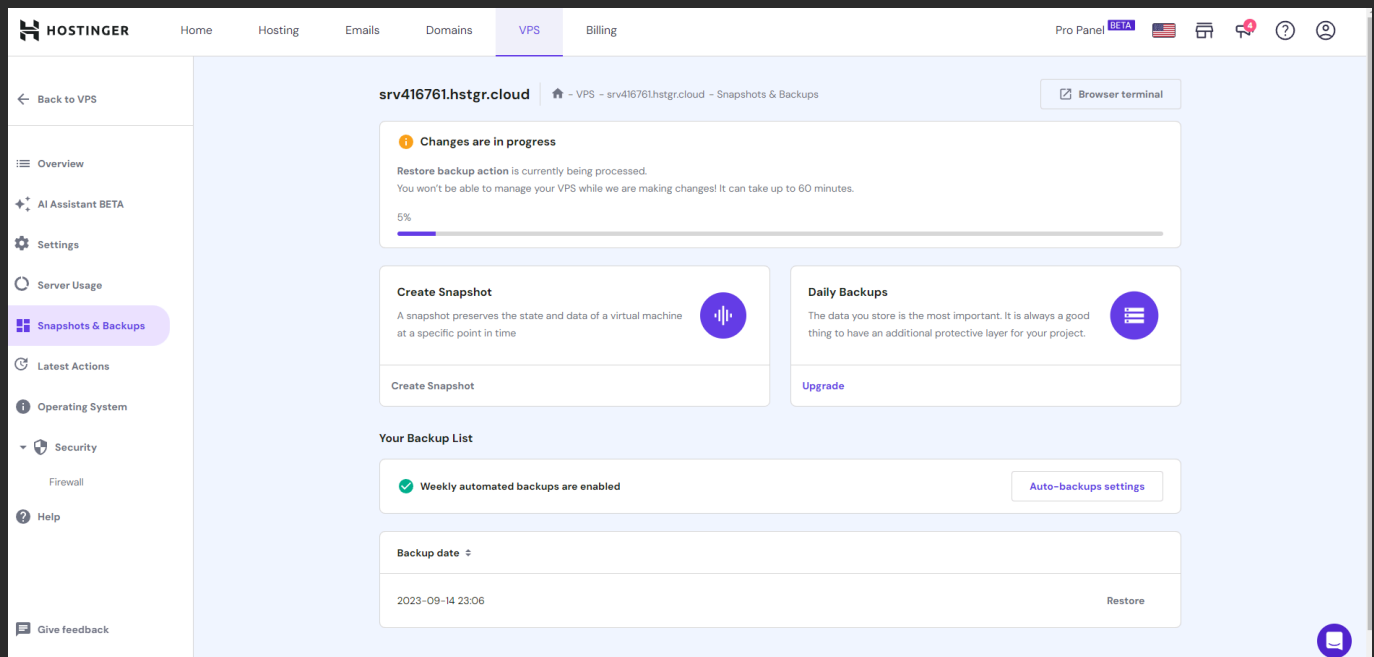 HOSTINGER
Home
Hosting
Emails
Domains
VPS
Billing
Pro Panel BETA
4
Back to VPS
Overview
AI Assistant BETA
Settings
Server Usage
Snapshots & Backups
Latest Actions
Operating System
Security
Firewall
Help
Give feedback
srv416761.hstgr.cloud
- VPS - srv416761.hstgr.cloud - Snapshots & Backups
Browser terminal
Changes are in progress
Restore backup action is currently being processed.
You won't be able to manage your VPS while we are making changes! It can take up to 60 minutes.
5%
Create Snapshot
A snapshot preserves the state and data of a virtual machine
at a specific point in time
Create Snapshot
Daily Backups
The data you store is the most important. It is always a good
thing to have an additional protective layer for your project.
Upgrade
Your Backup List
Weekly automated backups are enabled
Auto-backups settings
Backup date
2023-09-14 23:06
Restore